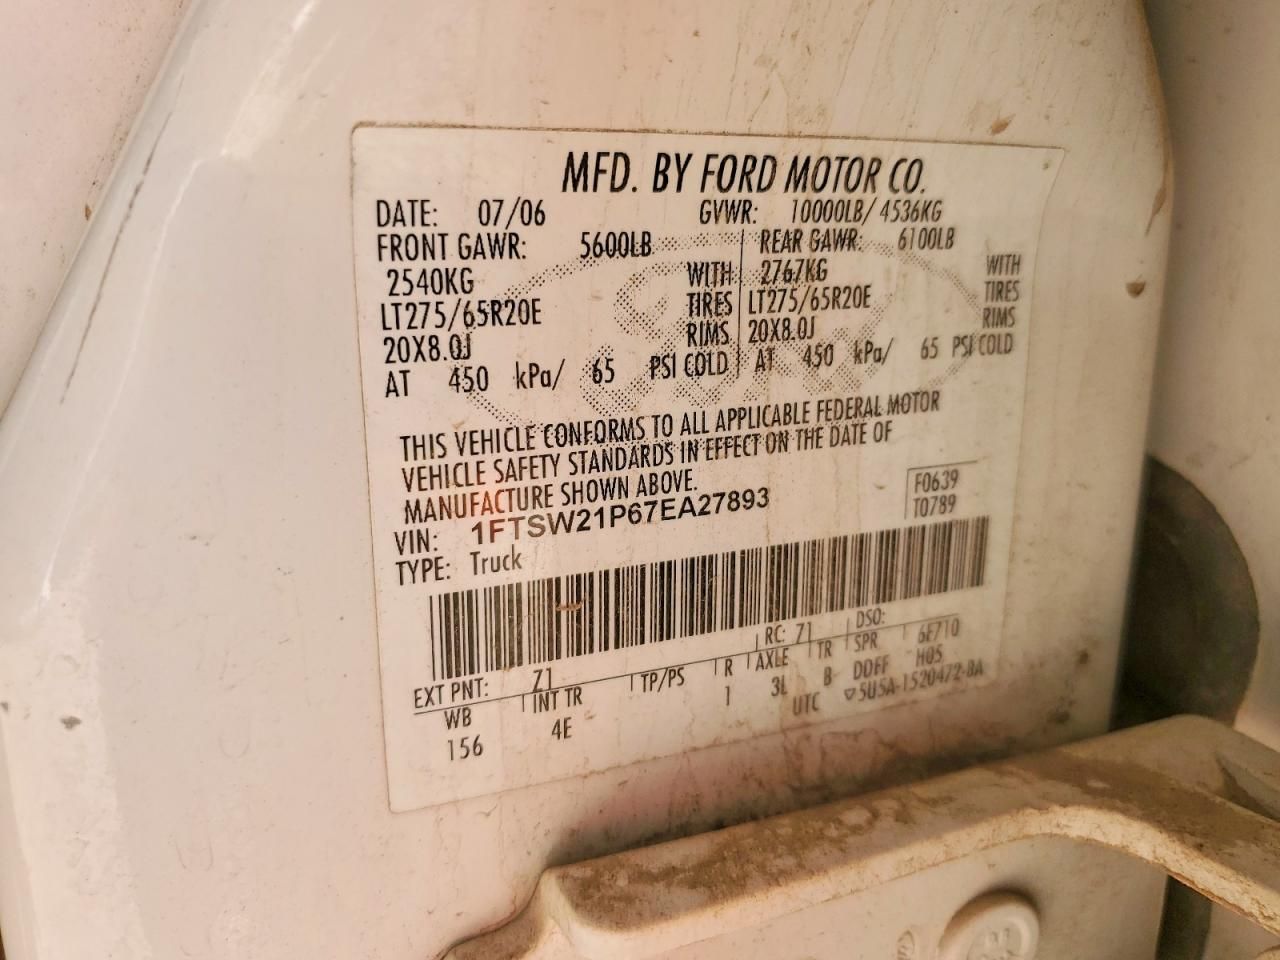 MFD. BY FORD MOTOR CO.
DATE: 07/06 GVWR: 10000LB/ 4536KG
FRONT GAWR: 5600LB REAR GAWR: 6100LB
2540KG WITH 2767KG WITH
LT275/65R20E TIRES LT275/65R20E TIRES
20X8.0J RIMS 20X8.0J RIMS
AT 450 kPa/ 65 PSI COLD AT 450 kPa/ 65 PSI COLD
THIS VEHICLE CONFORMS TO ALL APPLICABLE FEDERAL MOTOR
VEHICLE SAFETY STANDARDS IN EFFECT ON THE DATE OF
MANUFACTURE SHOWN ABOVE.
VIN: 1FTSW21P67EA27893 F0639
TYPE: Truck T0789
EXT PNT: Z1 RC: 71 DSO:
WB INT TR TP/PS R AXLE TR SPR 6F710
156 4E 1 3L B DDFF H05
UTC ▽5U5A-1520472-BA